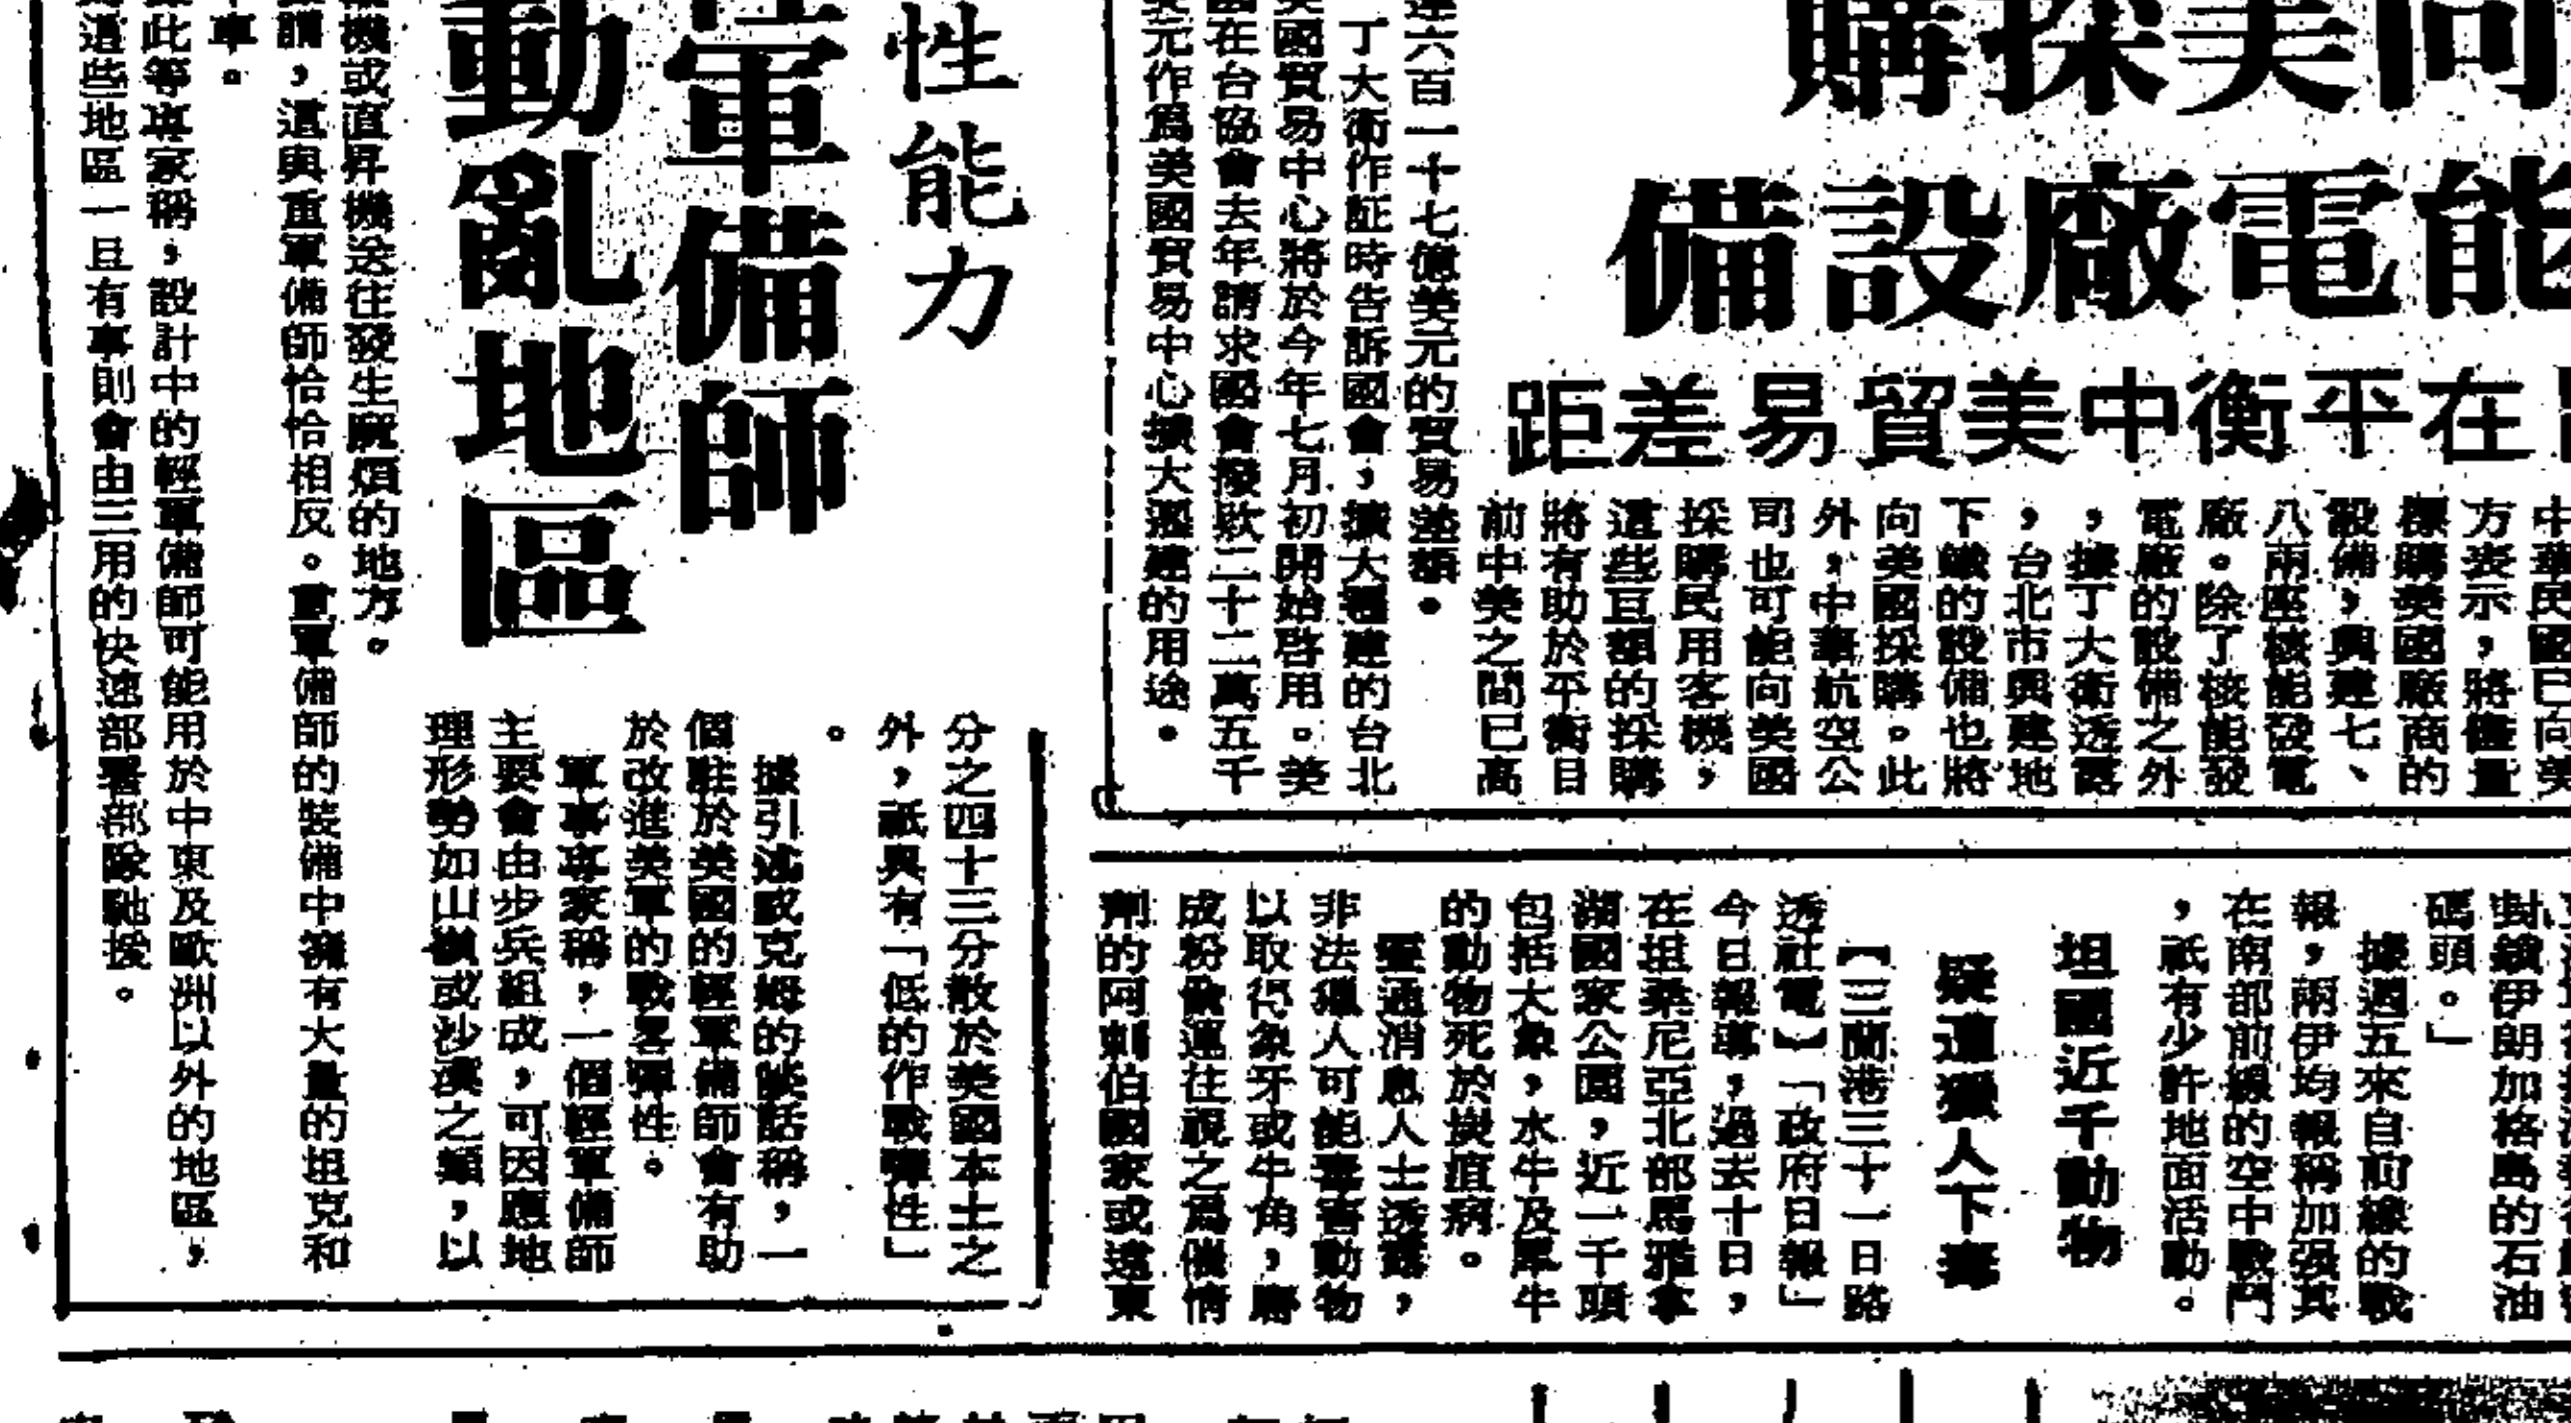 向美採購
能電廠設備
在平衡中美貿易差距
中華民國已向美
方表示，將儘量
標購美國廠商的
設備，興建七、
八兩座核能發電
廠。除了核能發
電廠的設備之外
，據丁大衛透露
，台北市興建地
下鐵的設備也將
向美國採購。此
外，中華航空公
司也可能向美國
採購民用客機，
這些巨額的採購
將有助於平衡目
前中美之間已高
達六百一十七億美元的貿易差額。
丁大衛作証時告訴國會，擴大遷建的台北
美國貿易中心將於今年七月初開始啓用。美
國在台協會去年請求國會撥欵二十二萬五千
美元作爲美國貿易中心擴大遷建的用途。
對鎖伊朗加格島的石油
碼頭。」
據週五來自前線的戰
報，兩伊均報稱加强其
在南部前線的空中戰鬥
，祇有少許地面活動。
坦國近千動物
疑遭獵人下毒
【三蘭港三十一日路
透社電】「政府日報」
今日報導，過去十日，
在坦桑尼亞北部馬雅拿
湖國家公園，近一千頭
包括大象，水牛及犀牛
的動物死於炭疽病。
靈通消息人士透露，
非法獵人可能毒害動物
以取得象牙或牛角，磨
成粉偸運往視之爲催情
劑的阿剌伯國家或遠東
性能力
軍備師
動亂地區
分之四十三分散於美國本土之
外，祇具有「低的作戰彈性」
。
據引述波克姆的談話稱，一
個駐於美國的輕軍備師會有助
於改進美軍的戰畧彈性。
軍事專家稱，一個輕軍備師
主要會由步兵組成，可因應地
理形勢如山嶺或沙漠之類，以
機或直昇機送往發生麻煩的地方。
謂，這與重軍備師恰恰相反。重軍備師的裝備中擁有大量的坦克和
車。
此等專家稱，設計中的輕軍備師可能用於中東及歐洲以外的地區，
這些地區一旦有事則會由三用的快速部署部隊馳援。